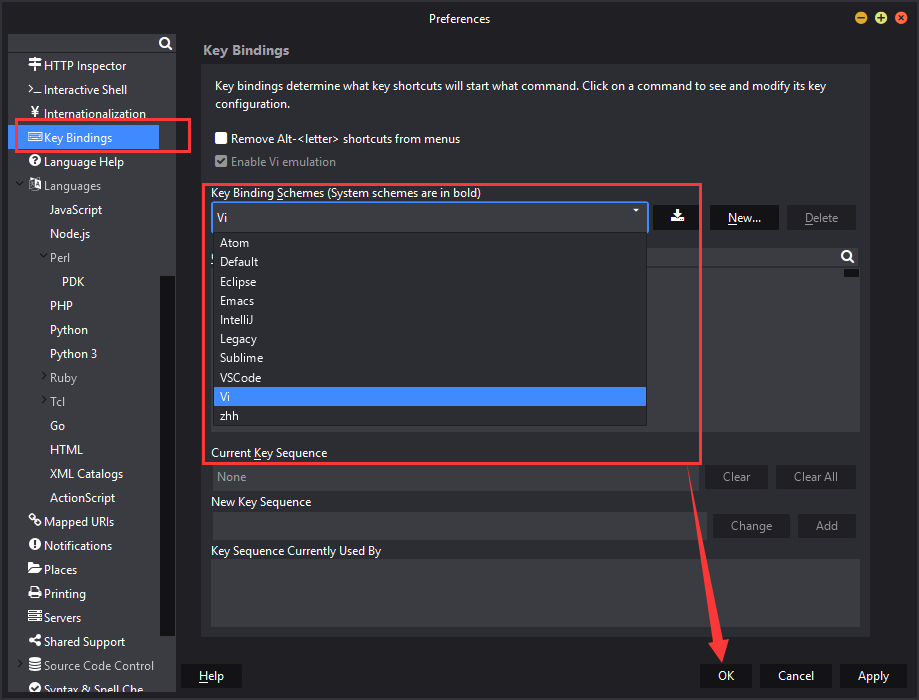 Preferences
HTTP Inspector
Interactive Shell
Internationalization
Key Bindings
Language Help
Languages
JavaScript
Node.js
Perl
PDK
PHP
Python
Python 3
Ruby
Tcl
Go
HTML
XML Catalogs
ActionScript
Mapped URIs
Notifications
Places
Printing
Servers
Shared Support
Source Code Control
Syntax & Spell Che
Key Bindings
Key bindings determine what key shortcuts will start what command. Click on a command to see and modify its key
configuration.
Remove Alt-<letter> shortcuts from menus
Enable Vi emulation
Key Binding Schemes (System schemes are in bold)
Vi
New...
Delete
Atom
Default
Eclipse
Emacs
IntelliJ
Legacy
Sublime
VSCode
Vi
zhh
Current Key Sequence
None
Clear
Clear All
New Key Sequence
Change
Add
Key Sequence Currently Used By
Help
OK
Cancel
Apply